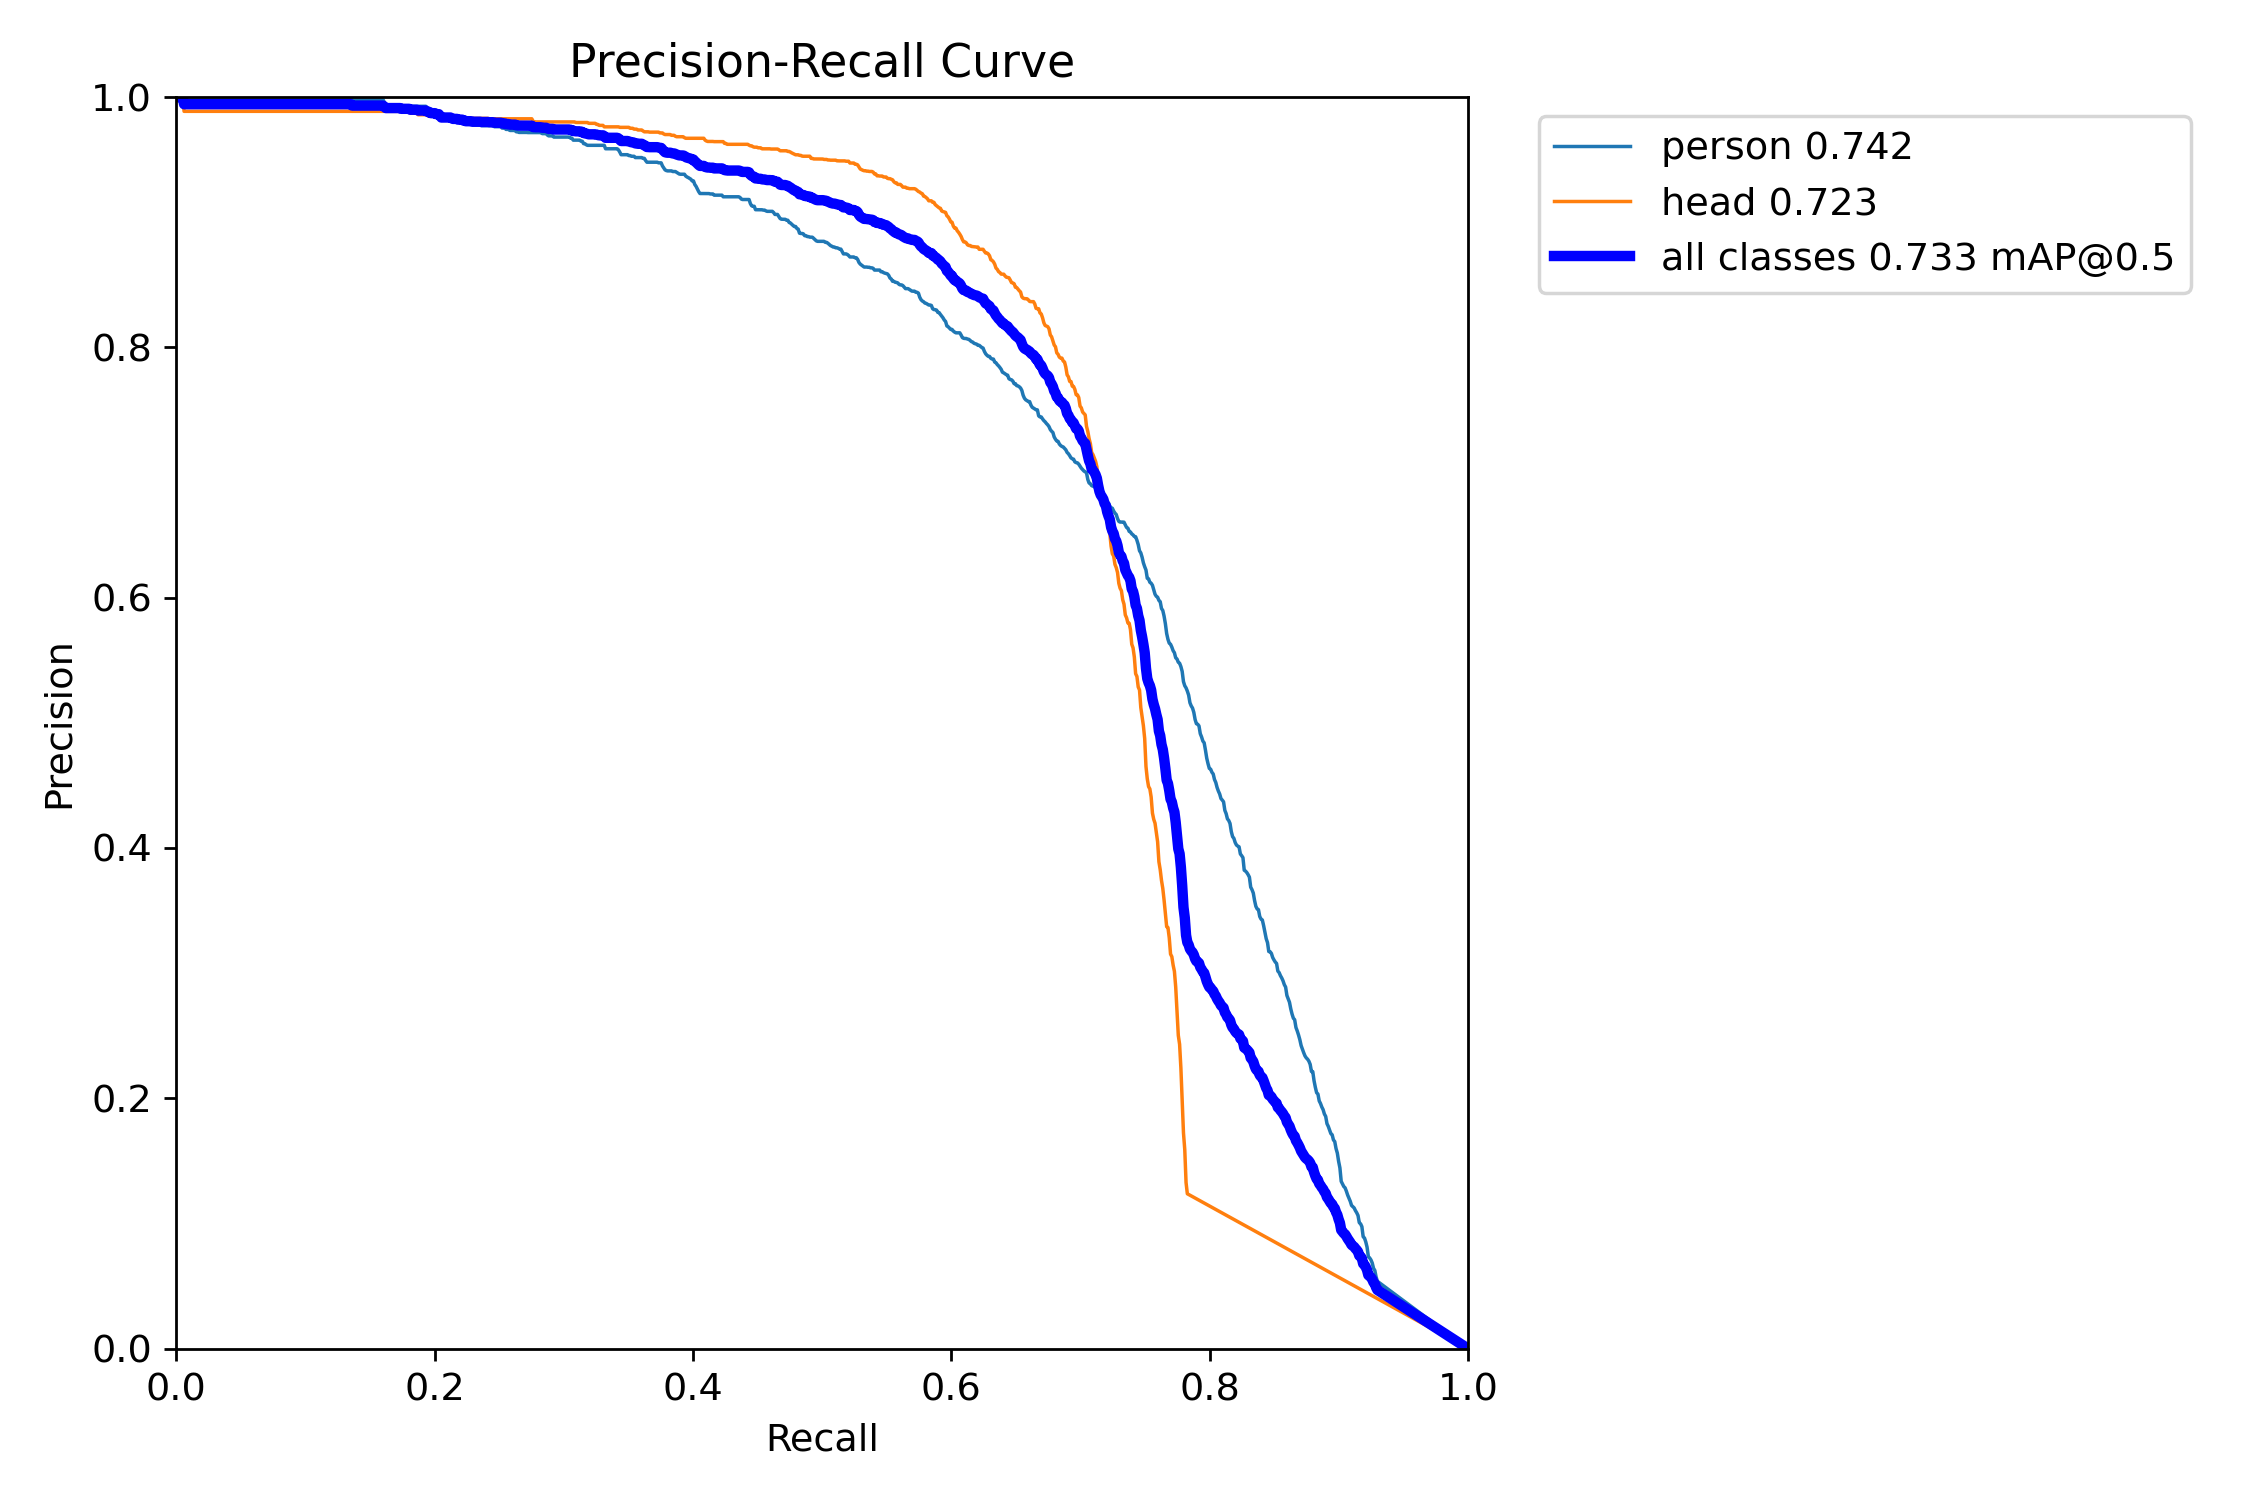 Precision-Recall Curve
person 0.742
head 0.723
all classes 0.733 mAP@0.5
Precision
1.0
0.8
0.6
0.4
0.2
0.0
0.0 0.2 0.4 0.6 0.8 1.0
Recall